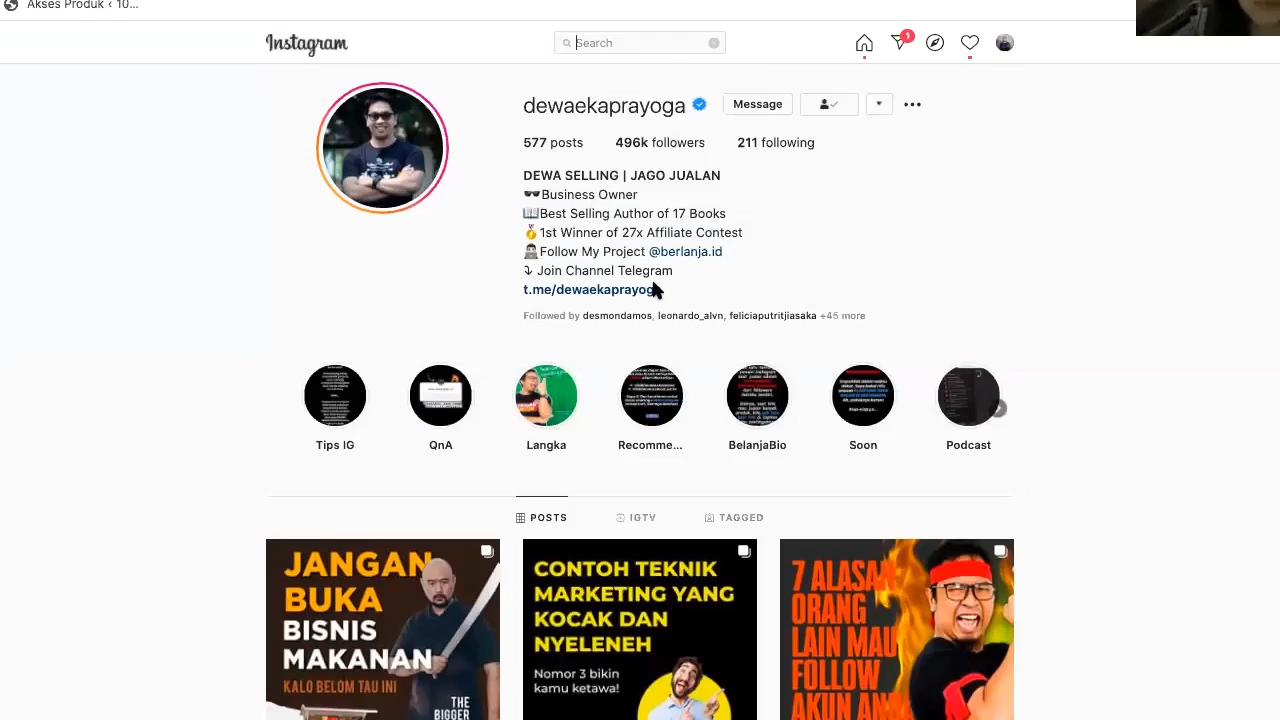 Akses Produk < 10...
Instagram
Search
1
dewaekaprayoga
Message
577 posts 496k followers 211 following
DEWA SELLING | JAGO JUALAN
🕶️Business Owner
📖Best Selling Author of 17 Books
🥇1st Winner of 27x Affiliate Contest
👨🏻‍💻Follow My Project @berlanja.id
⤵ Join Channel Telegram
t.me/dewaekaprayoga
Followed by desmondamos, leonardo_alvn, feliciaputritjiasaka +45 more
Tips IG QnA Langka Recomme... BelanjaBio Soon Podcast
POSTS IGTV TAGGED
JANGAN
BUKA
BISNIS
MAKANAN
KALO BELOM TAU INI
THE
BIGGER
CONTOH TEKNIK
MARKETING YANG
KOCAK DAN
NYELENEH
Nomor 3 bikin
kamu ketawa!
7 ALASAN
ORANG
LAIN MAU
FOLLOW
AKUN